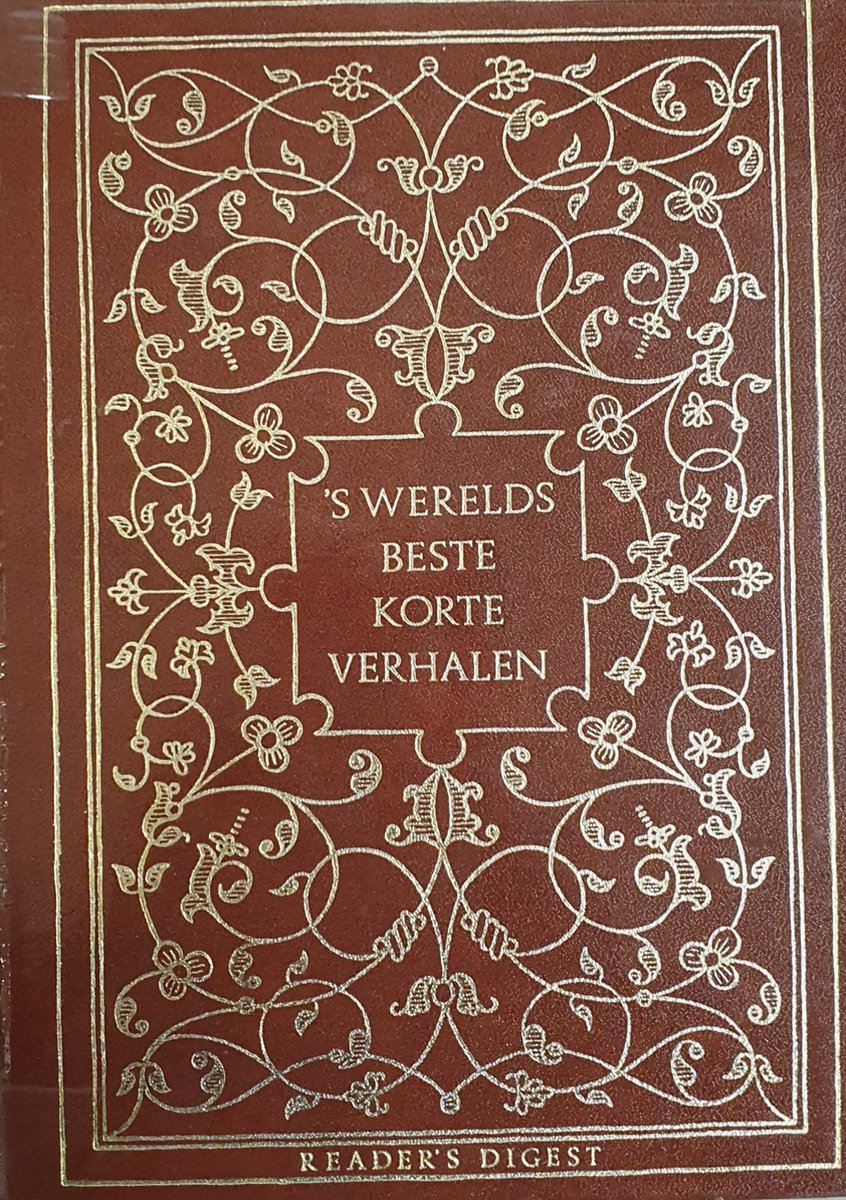 'S WERELDS
BESTE
KORTE
VERHALEN
READER'S DIGEST